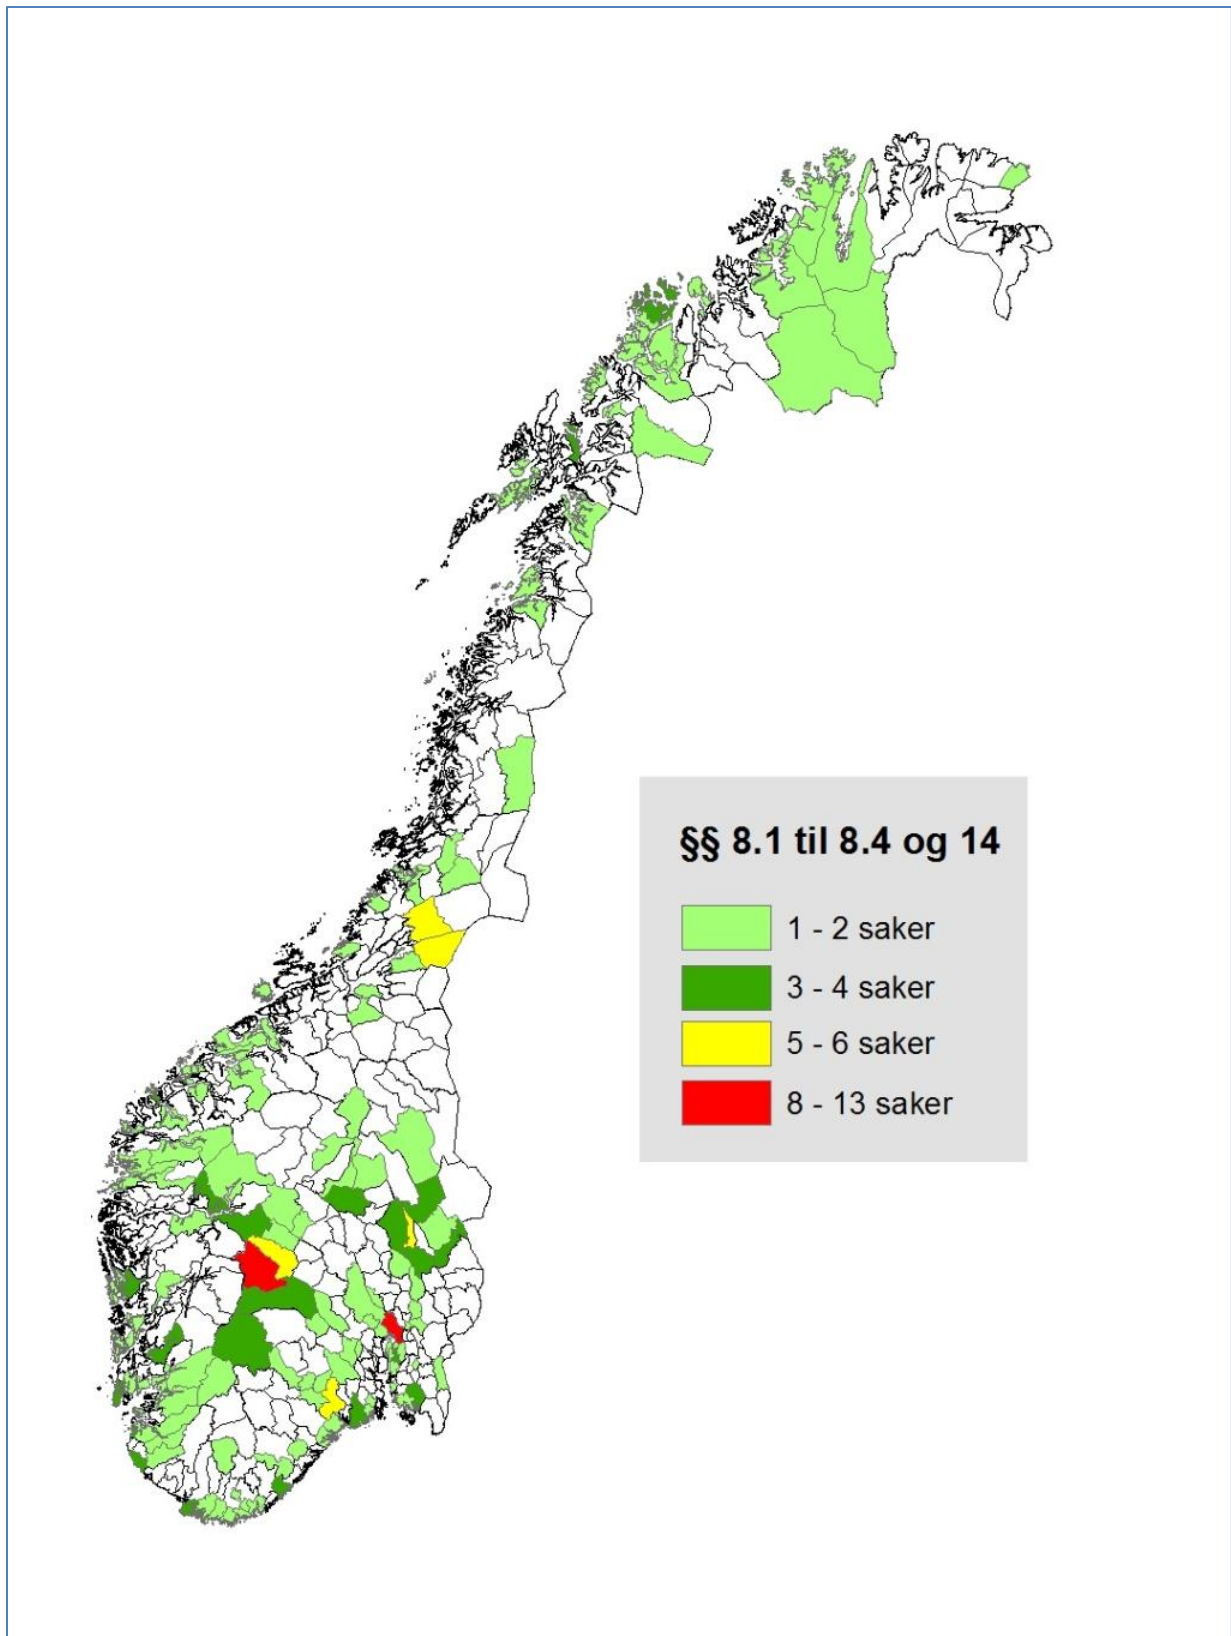 §§ 8.1 til 8.4 og 14
1 - 2 saker
3 - 4 saker
5 - 6 saker
8 - 13 saker